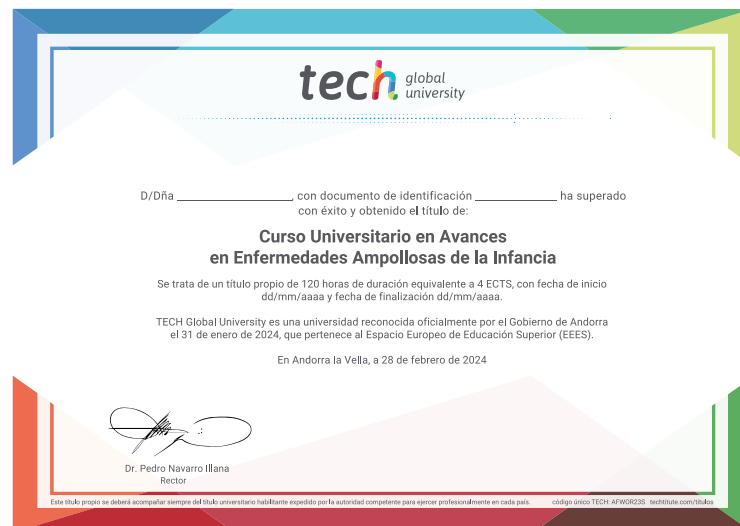 tech global university
D/Dña ____________________, con documento de identificación ______________ ha superado
con éxito y obtenido el título de:
Curso Universitario en Avances
en Enfermedades Ampollosas de la Infancia
Se trata de un título propio de 120 horas de duración equivalente a 4 ECTS, con fecha de inicio
dd/mm/aaaa y fecha de finalización dd/mm/aaaa.
TECH Global University es una universidad reconocida oficialmente por el Gobierno de Andorra
el 31 de enero de 2024, que pertenece al Espacio Europeo de Educación Superior (EEES).
En Andorra la Vella, a 28 de febrero de 2024
Dr. Pedro Navarro Illana
Rector
Este título propio se deberá acompañar siempre del título universitario habilitante expedido por la autoridad competente para ejercer profesionalmente en cada país. código único TECH: AFWOR23S techtitute.com/titulos